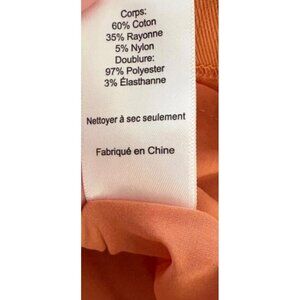 Corps:
60% Coton
35% Rayonne
5% Nylon
Doublure:
97% Polyester
3% Élasthanne
Nettoyer à sec seulement
Fabriqué en Chine